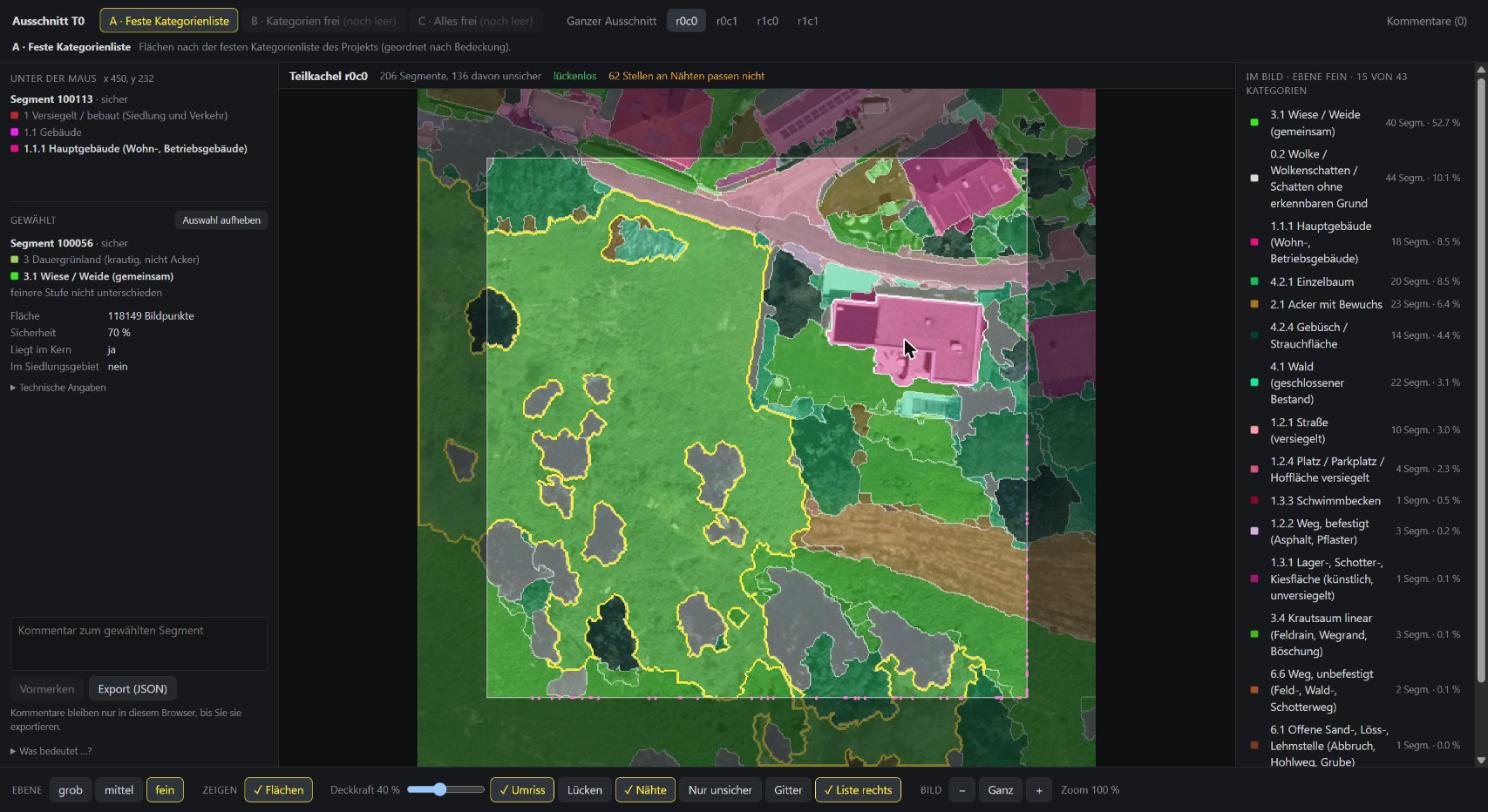 Ausschnitt T0
A · Feste Kategorienliste
B · Kategorien frei (noch leer)
C · Alles frei (noch leer)
Ganzer Ausschnitt
r0c0
r0c1
r1c0
r1c1
Kommentare (0)
A · Feste Kategorienliste Flächen nach der festen Kategorienliste des Projekts (geordnet nach Bedeckung).
UNTER DER MAUS x 450, y 232
Segment 100113 · sicher
1 Versiegelt / bebaut (Siedlung und Verkehr)
1.1 Gebäude
1.1.1 Hauptgebäude (Wohn-, Betriebsgebäude)
GEWÄHLT
Auswahl aufheben
Segment 100056 · sicher
3 Dauergrünland (krautig, nicht Acker)
3.1 Wiese / Weide (gemeinsam)
feinere Stufe nicht unterschieden
Fläche 118149 Bildpunkte
Sicherheit 70 %
Liegt im Kern ja
Im Siedlungsgebiet nein
▶ Technische Angaben
Kommentar zum gewählten Segment
Vormerken
Export (JSON)
Kommentare bleiben nur in diesem Browser, bis Sie sie
exportieren.
▶ Was bedeutet ...?
Teilkachel r0c0 206 Segmente, 136 davon unsicher lückenlos 62 Stellen an Nähten passen nicht
IM BILD · EBENE FEIN · 15 VON 43
KATEGORIEN
3.1 Wiese / Weide
(gemeinsam)
40 Segm. · 52.7 %
0.2 Wolke /
Wolkenschatten /
Schatten ohne
erkennbaren Grund
44 Segm. · 10.1 %
1.1.1 Hauptgebäude
(Wohn-,
Betriebsgebäude)
18 Segm. · 8.5 %
4.2.1 Einzelbaum 20 Segm. · 8.5 %
2.1 Acker mit Bewuchs 23 Segm. · 6.4 %
4.2.4 Gebüsch /
Strauchfläche
14 Segm. · 4.4 %
4.1 Wald
(geschlossener
Bestand)
22 Segm. · 3.1 %
1.2.1 Straße
(versiegelt)
10 Segm. · 3.0 %
1.2.4 Platz / Parkplatz /
Hoffläche versiegelt
4 Segm. · 2.3 %
1.3.3 Schwimmbecken 1 Segm. · 0.5 %
1.2.2 Weg, befestigt
(Asphalt, Pflaster)
3 Segm. · 0.2 %
1.3.1 Lager-, Schotter-,
Kiesfläche (künstlich,
unversiegelt)
1 Segm. · 0.1 %
3.4 Krautsaum linear
(Feldrain, Wegrand,
Böschung)
3 Segm. · 0.1 %
6.6 Weg, unbefestigt
(Feld-, Wald-,
Schotterweg)
2 Segm. · 0.1 %
6.1 Offene Sand-, Löss-,
Lehmstelle (Abbruch,
Hohlweg, Grube)
1 Segm. · 0.0 %
EBENE
grob
mittel
fein
ZEIGEN
✓ Flächen
Deckkraft 40 %
✓ Umriss
Lücken
✓ Nähte
Nur unsicher
Gitter
✓ Liste rechts
BILD
−
Ganz
+
Zoom 100 %